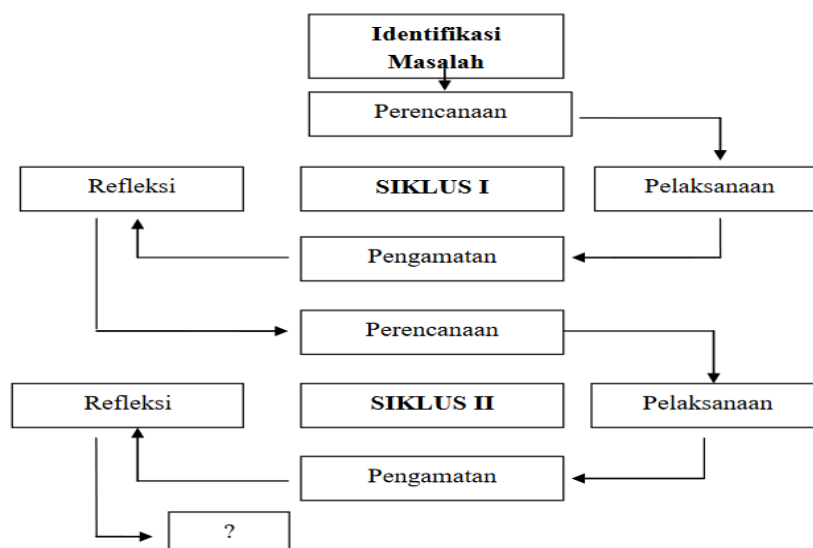 Identifikasi
Masalah
Perencanaan
Refleksi
SIKLUS I
Pelaksanaan
Pengamatan
Perencanaan
Refleksi
SIKLUS II
Pelaksanaan
Pengamatan
?